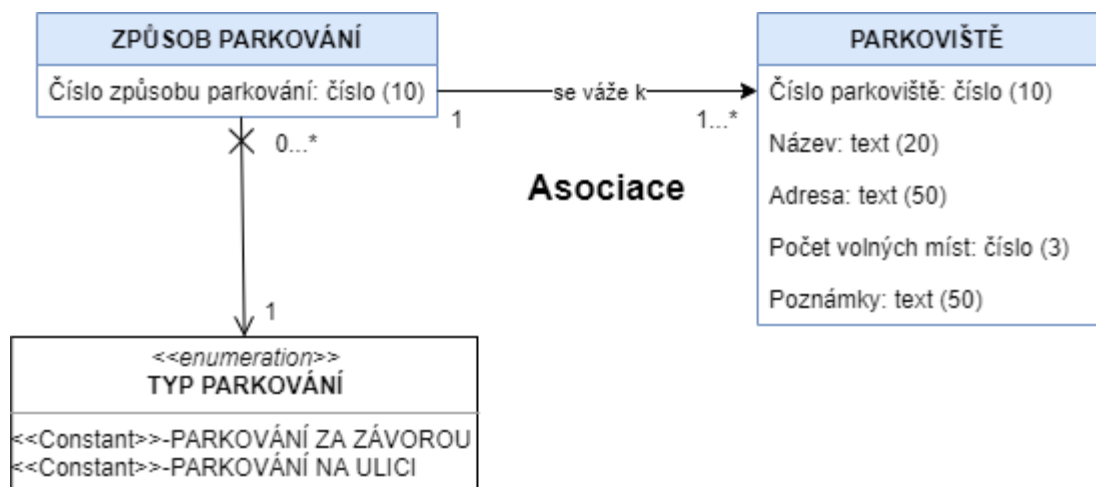 ZPŮSOB PARKOVÁNÍ
Číslo způsobu parkování: číslo (10)
se váže k
1
1...*
PARKOVIŠTĚ
Číslo parkoviště: číslo (10)
Název: text (20)
Adresa: text (50)
Počet volných míst: číslo (3)
Poznámky: text (50)
0...*
Asociace
1
<<enumeration>>
TYP PARKOVÁNÍ
<<Constant>>-PARKOVÁNÍ ZA ZÁVOROU
<<Constant>>-PARKOVÁNÍ NA ULICI